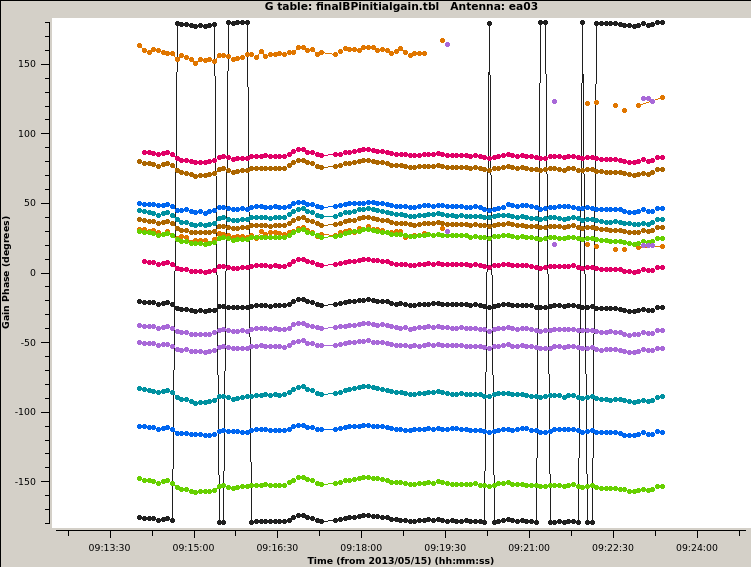 G table: finalBPinitialgain.tbl   Antenna: ea03
Gain Phase (degrees)
150
100
50
0
-50
-100
-150
09:13:30 09:15:00 09:16:30 09:18:00 09:19:30 09:21:00 09:22:30 09:24:00
Time (from 2013/05/15) (hh:mm:ss)